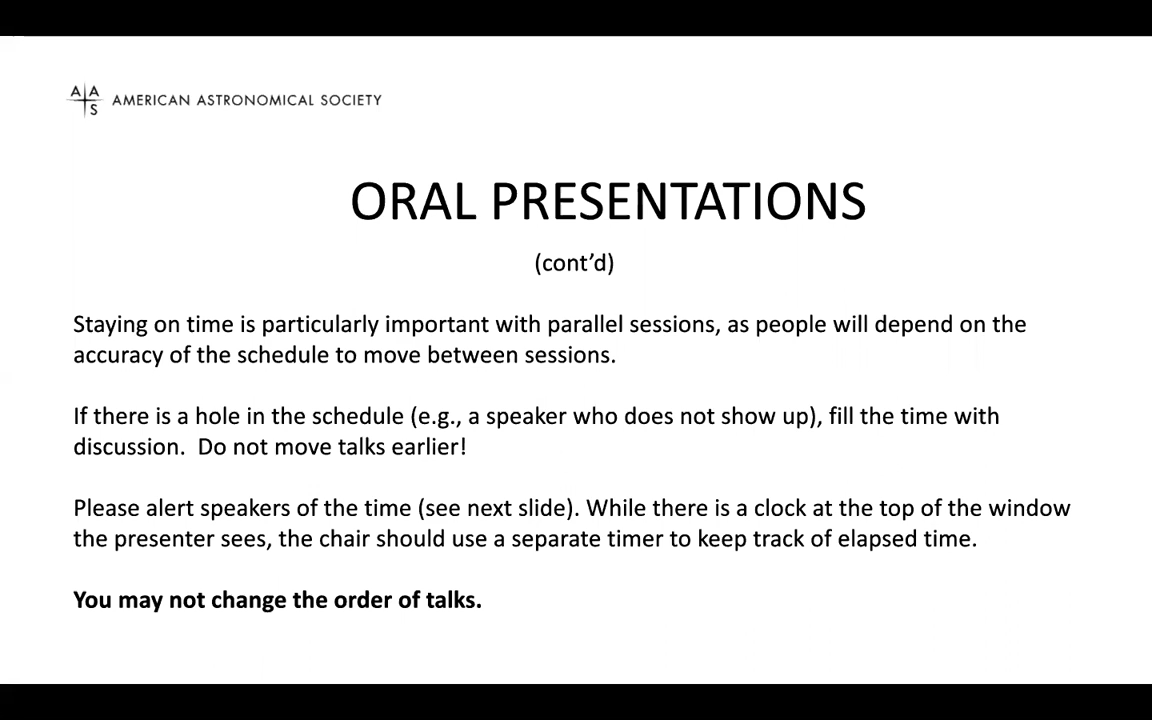 A A
S
AMERICAN ASTRONOMICAL SOCIETY
ORAL PRESENTATIONS
(cont’d)
Staying on time is particularly important with parallel sessions, as people will depend on the
accuracy of the schedule to move between sessions.
If there is a hole in the schedule (e.g., a speaker who does not show up), fill the time with
discussion.  Do not move talks earlier!
Please alert speakers of the time (see next slide). While there is a clock at the top of the window
the presenter sees, the chair should use a separate timer to keep track of elapsed time.
You may not change the order of talks.